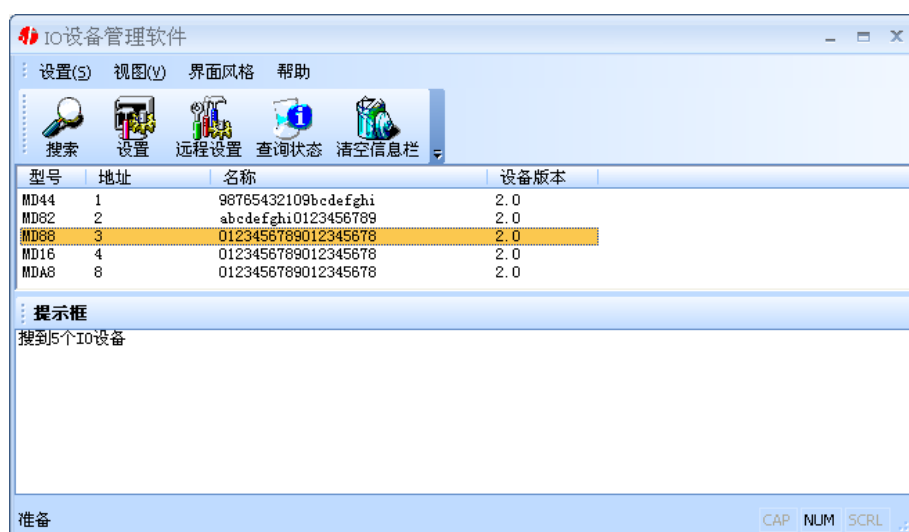 IO设备管理软件
设置(S) 视图(V) 界面风格 帮助
搜索 设置 远程设置 查询状态 清空信息栏
型号 地址 名称 设备版本
MD44 1 98765432109bcdefghi 2.0
MD82 2 abcdefghi0123456789 2.0
MD88 3 0123456789012345678 2.0
MD16 4 0123456789012345678 2.0
MDA8 8 0123456789012345678 2.0
提示框
搜到5个IO设备
准备 CAP NUM SCRL